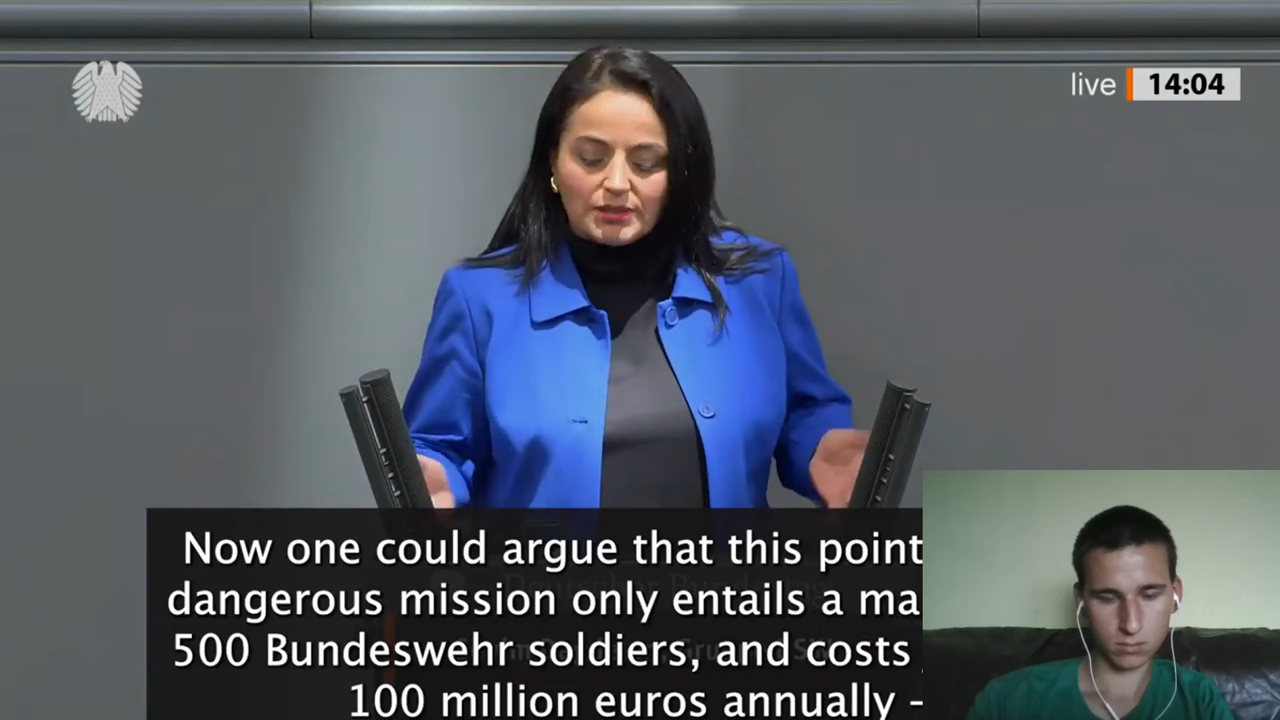 live 14:04
Now one could argue that this point
dangerous mission only entails a ma
500 Bundeswehr soldiers, and costs
100 million euros annually -